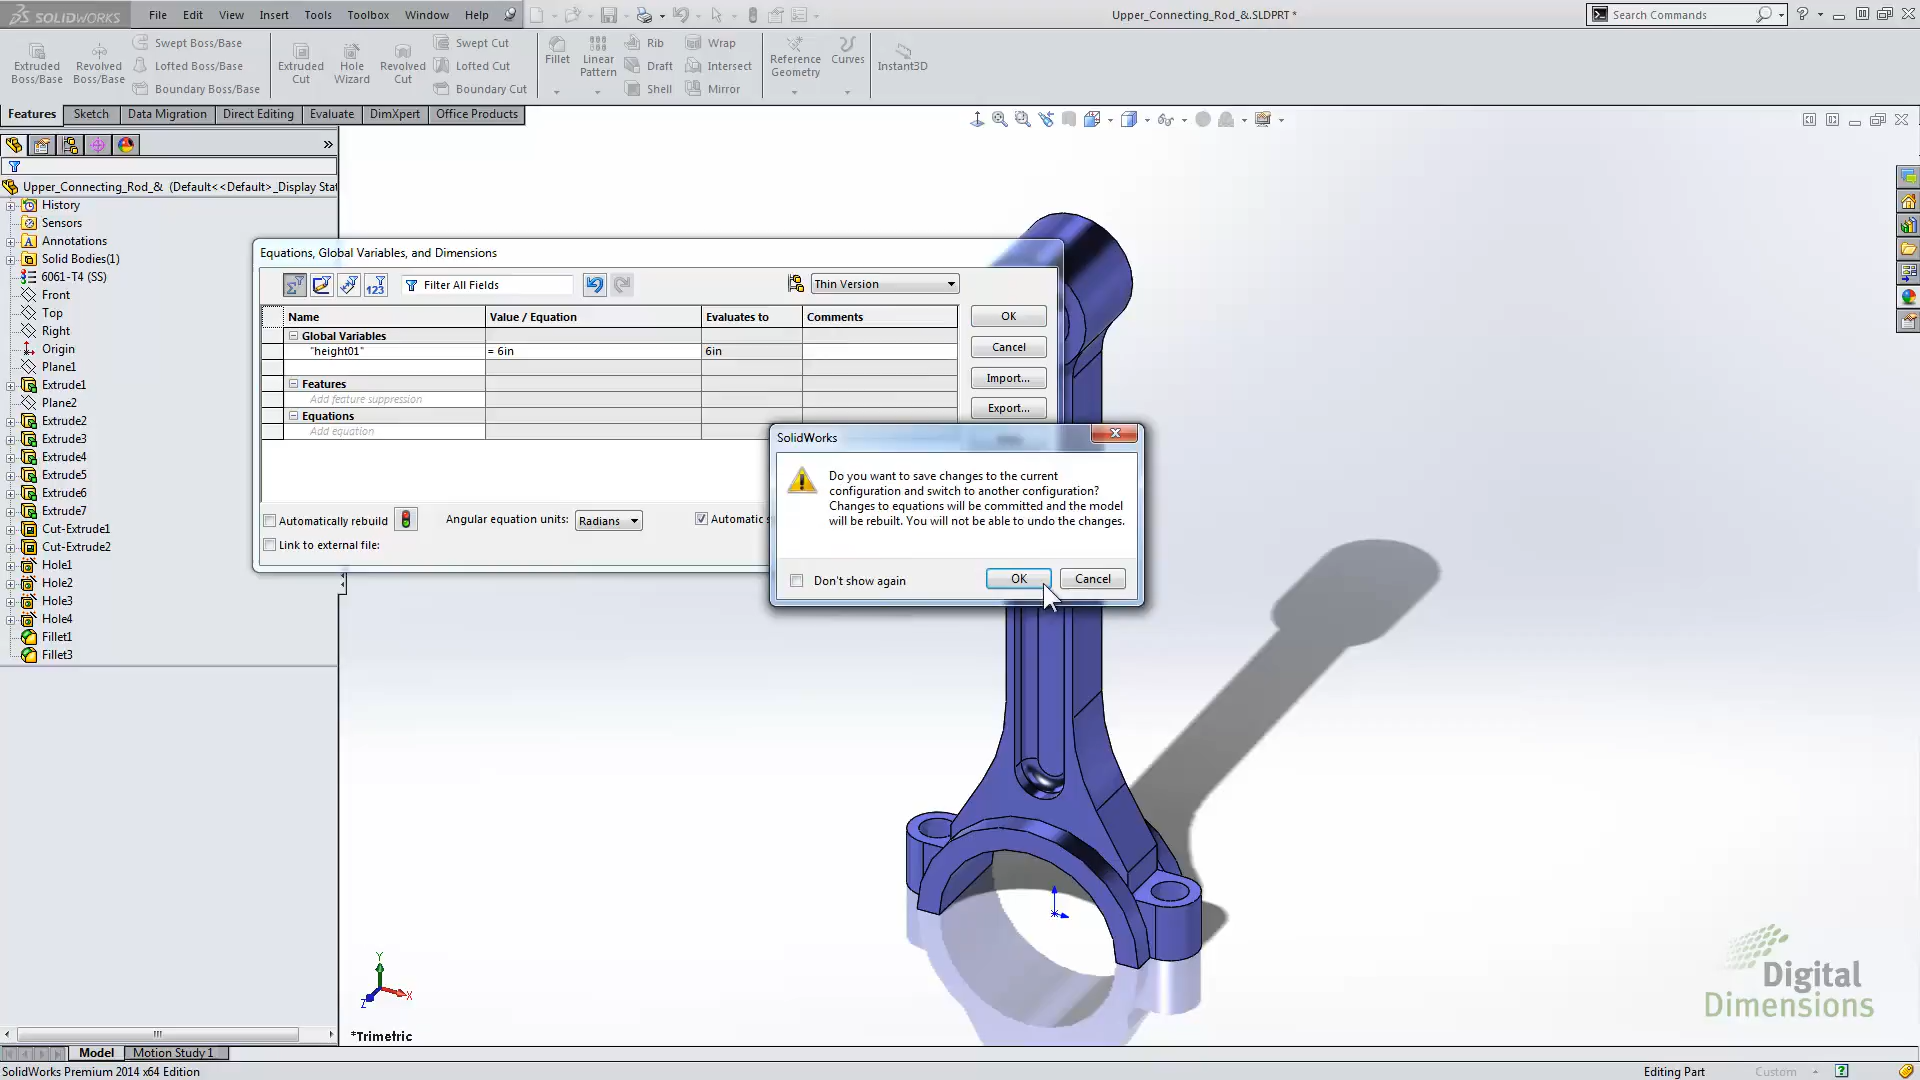 SOLIDWORKS File Edit View Insert Tools Toolbox Window Help Upper_Connecting_Rod_&.SLDPRT * Search Commands
Extruded Boss/Base
Revolved Boss/Base
Swept Boss/Base
Lofted Boss/Base
Boundary Boss/Base
Extruded Cut
Hole Wizard
Revolved Cut
Swept Cut
Lofted Cut
Boundary Cut
Fillet
Linear Pattern
Rib
Draft
Shell
Wrap
Intersect
Mirror
Reference Geometry
Curves
Instant3D
Features Sketch Data Migration Direct Editing Evaluate DimXpert Office Products
Upper_Connecting_Rod_& (Default<<Default>_Display Stat
History
Sensors
Annotations
Solid Bodies(1)
6061-T4 (SS)
Front
Top
Right
Origin
Plane1
Extrude1
Plane2
Extrude2
Extrude3
Extrude4
Extrude5
Extrude6
Extrude7
Cut-Extrude1
Cut-Extrude2
Hole1
Hole2
Hole3
Hole4
Fillet1
Fillet3
Equations, Global Variables, and Dimensions
Filter All Fields Thin Version
Name Value / Equation Evaluates to Comments
Global Variables
"height01" = 6in 6in
Features
Add feature suppression
Equations
Add equation
OK
Cancel
Import...
Export...
Automatically rebuild Angular equation units: Radians Automatic s
Link to external file:
SolidWorks
Do you want to save changes to the current
configuration and switch to another configuration?
Changes to equations will be committed and the model
will be rebuilt. You will not be able to undo the changes.
Don't show again OK Cancel
Y
X
Z
*Trimetric
Digital
Dimensions
Model Motion Study 1
SolidWorks Premium 2014 x64 Edition Editing Part Custom